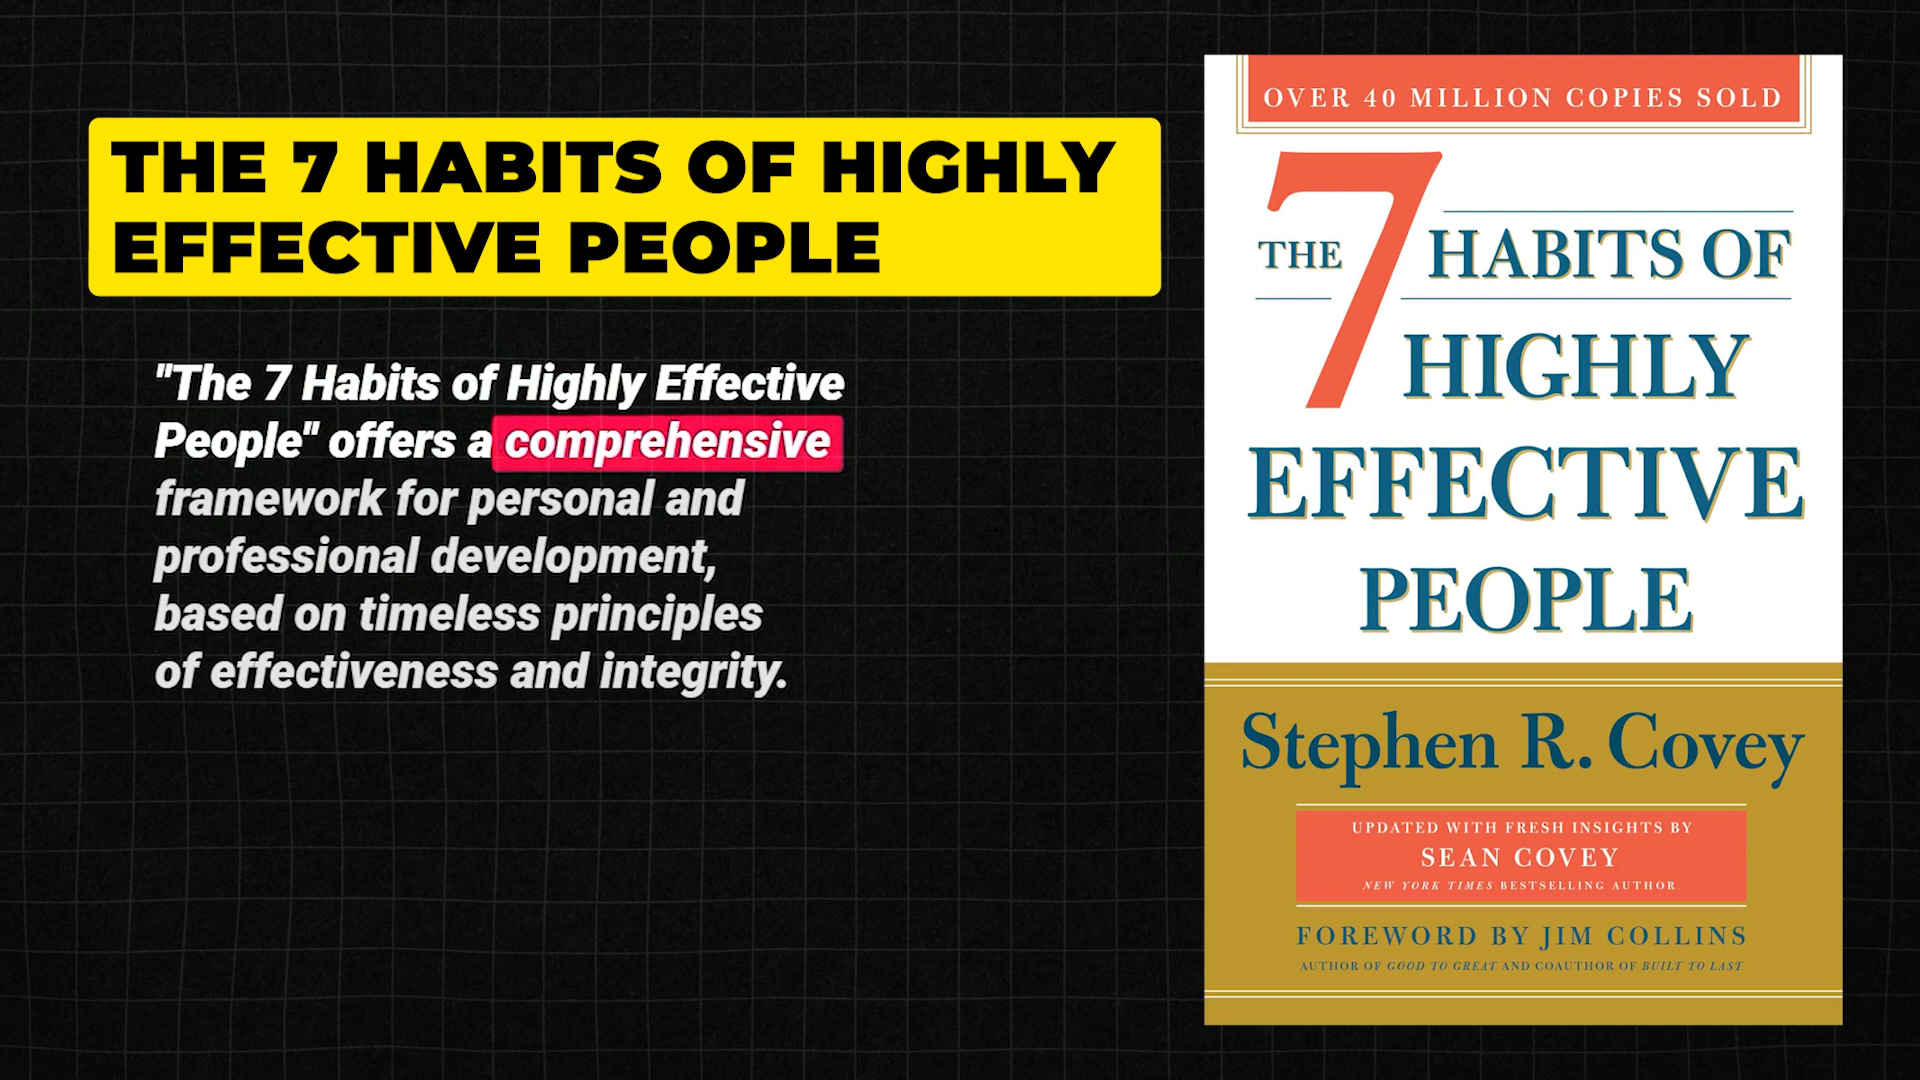 THE 7 HABITS OF HIGHLY
EFFECTIVE PEOPLE
"The 7 Habits of Highly Effective
People" offers a comprehensive
framework for personal and
professional development,
based on timeless principles
of effectiveness and integrity.
OVER 40 MILLION COPIES SOLD
THE 7 HABITS OF
HIGHLY
EFFECTIVE
PEOPLE
Stephen R. Covey
UPDATED WITH FRESH INSIGHTS BY
SEAN COVEY
NEW YORK TIMES BESTSELLING AUTHOR
FOREWORD BY JIM COLLINS
AUTHOR OF GOOD TO GREAT AND COAUTHOR OF BUILT TO LAST